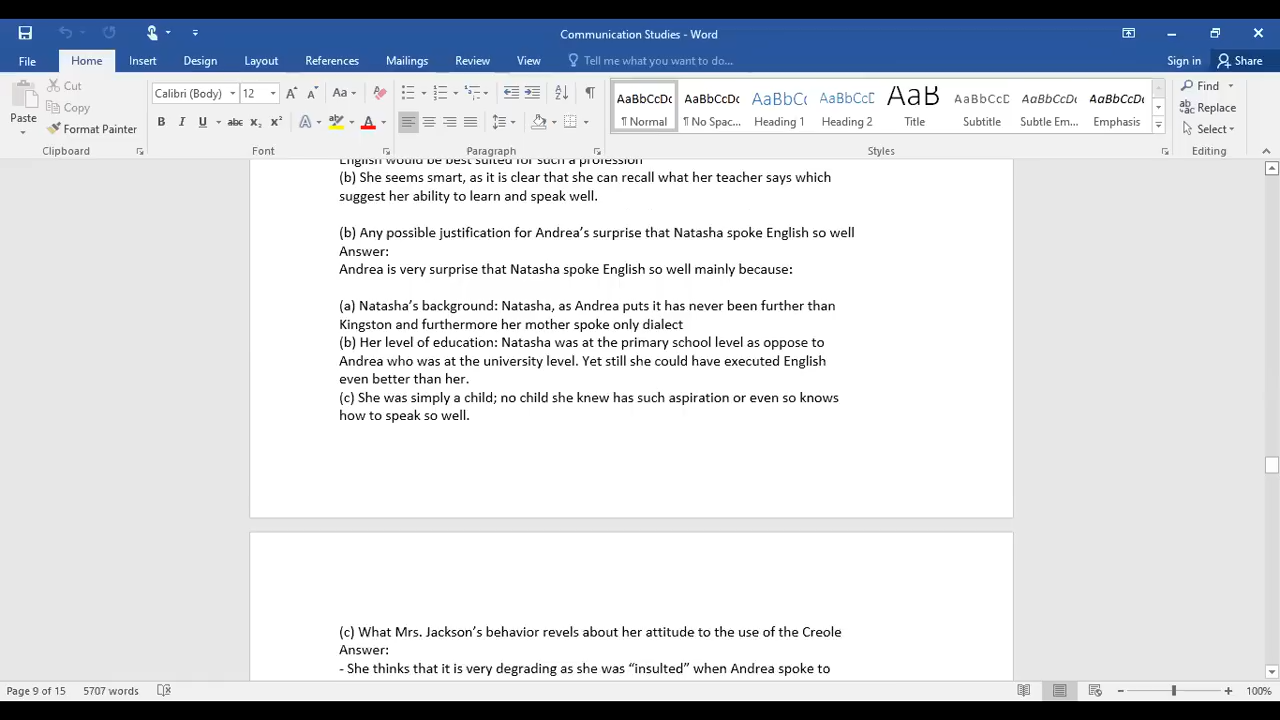 Communication Studies - Word
File Home Insert Design Layout References Mailings Review View Tell me what you want to do... Sign in Share
Cut
Copy
Format Painter
Paste
Clipboard
Calibri (Body) 12
Font
Paragraph
AaBbCcDc AaBbCcDc AaBbC AaBbCcD AaB AaBbCcD AaBbCcDc AaBbCcDc
¶ Normal ¶ No Spac... Heading 1 Heading 2 Title Subtitle Subtle Em... Emphasis
Styles
Find
Replace
Select
Editing
English would be best suited for such a profession
(b) She seems smart, as it is clear that she can recall what her teacher says which
suggest her ability to learn and speak well.
(b) Any possible justification for Andrea’s surprise that Natasha spoke English so well
Answer:
Andrea is very surprise that Natasha spoke English so well mainly because:
(a) Natasha’s background: Natasha, as Andrea puts it has never been further than
Kingston and furthermore her mother spoke only dialect
(b) Her level of education: Natasha was at the primary school level as oppose to
Andrea who was at the university level. Yet still she could have executed English
even better than her.
(c) She was simply a child; no child she knew has such aspiration or even so knows
how to speak so well.
(c) What Mrs. Jackson’s behavior revels about her attitude to the use of the Creole
Answer:
- She thinks that it is very degrading as she was “insulted” when Andrea spoke to
Page 9 of 15 5707 words 100%